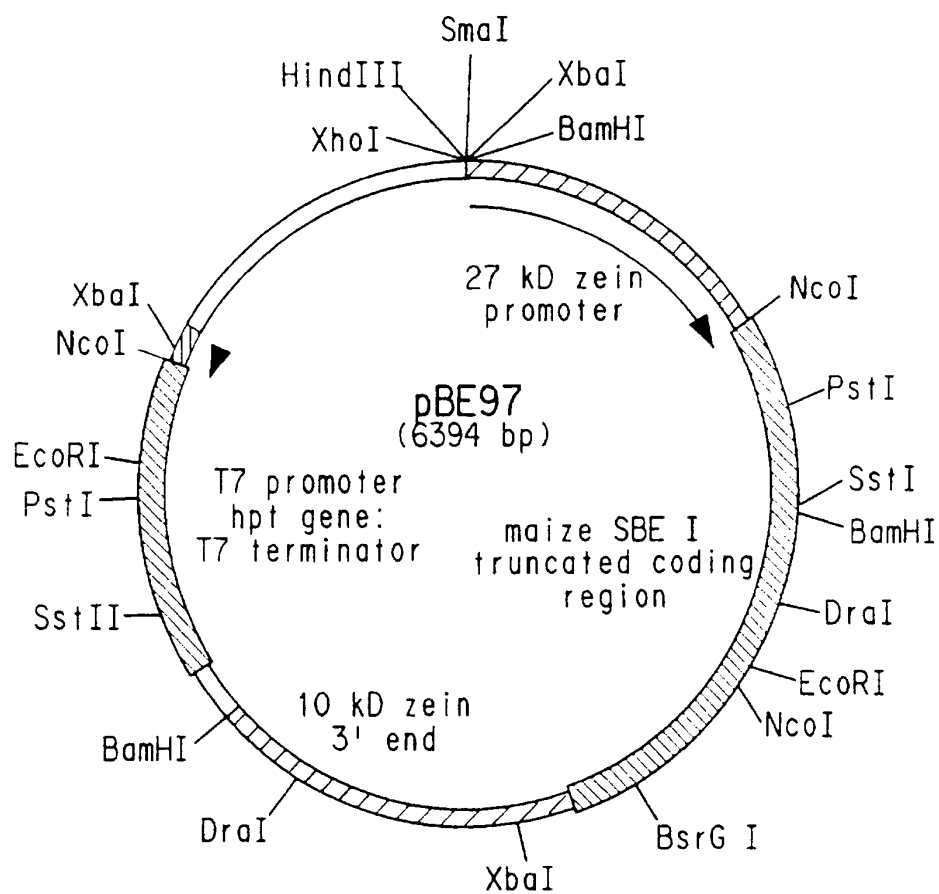 SmaI
HindIII
XbaI
XhoI
BamHI
27 kD zein
promoter
NcoI
XbaI
NcoI
PstI
pBE97
(6394 bp)
EcoRI
PstI
T7 promoter
hpt gene:
T7 terminator
SstI
BamHI
maize SBE I
truncated coding
region
SstII
DraI
EcoRI
NcoI
10 kD zein
3' end
BamHI
DraI
BsrG I
XbaI